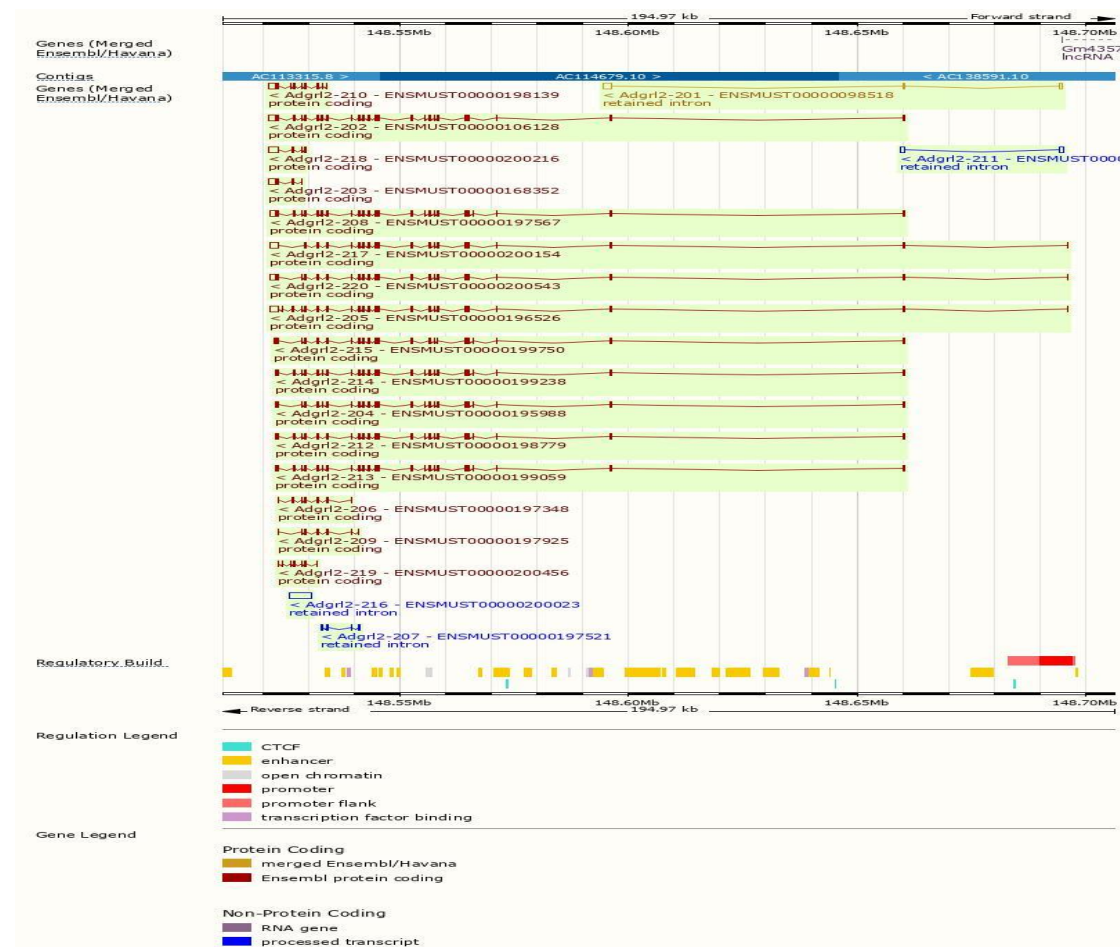 194.97 kb Forward strand
148.55Mb 148.60Mb 148.65Mb 148.70Mb
Genes (Merged
Ensembl/Havana)
Gm4357
lncRNA
Contigs
AC113315.8 > AC114679.10 > < AC138591.10
Genes (Merged
Ensembl/Havana)
< Adgrl2-210 - ENSMUST00000198139 < Adgrl2-201 - ENSMUST00000098518
protein coding retained intron
< Adgrl2-202 - ENSMUST00000106128
protein coding
< Adgrl2-218 - ENSMUST00000200216 < Adgrl2-211 - ENSMUST000
protein coding retained intron
< Adgrl2-203 - ENSMUST00000168352
protein coding
< Adgrl2-208 - ENSMUST00000197567
protein coding
< Adgrl2-217 - ENSMUST00000200154
protein coding
< Adgrl2-220 - ENSMUST00000200543
protein coding
< Adgrl2-205 - ENSMUST00000196526
protein coding
< Adgrl2-215 - ENSMUST00000199750
protein coding
< Adgrl2-214 - ENSMUST00000199238
protein coding
< Adgrl2-204 - ENSMUST00000195988
protein coding
< Adgrl2-212 - ENSMUST00000198779
protein coding
< Adgrl2-213 - ENSMUST00000199059
protein coding
< Adgrl2-206 - ENSMUST00000197348
protein coding
< Adgrl2-209 - ENSMUST00000197925
protein coding
< Adgrl2-219 - ENSMUST00000200456
protein coding
< Adgrl2-216 - ENSMUST00000200023
retained intron
< Adgrl2-207 - ENSMUST00000197521
retained intron
Regulatory Build
148.55Mb 148.60Mb 148.65Mb 148.70Mb
Reverse strand 194.97 kb
Regulation Legend
CTCF
enhancer
open chromatin
promoter
promoter flank
transcription factor binding
Gene Legend
Protein Coding
merged Ensembl/Havana
Ensembl protein coding
Non-Protein Coding
RNA gene
processed transcript